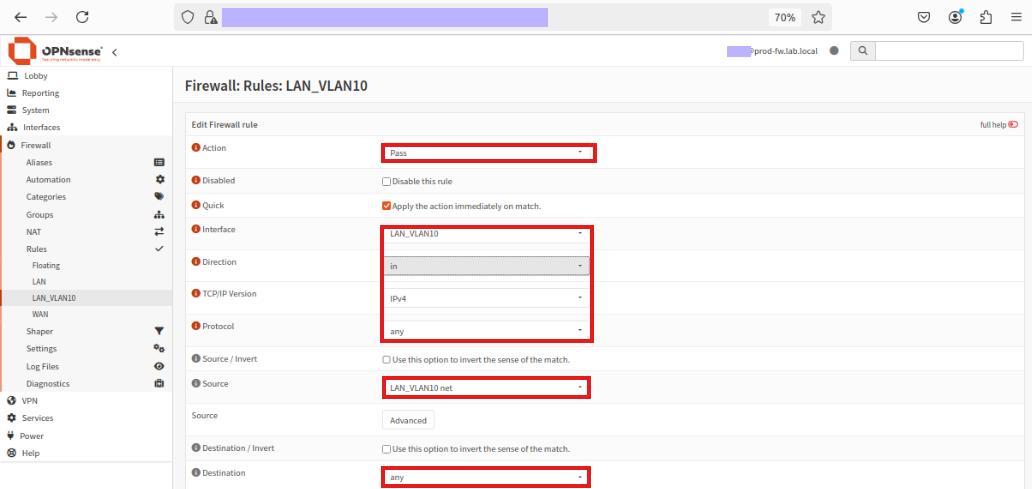 70%
OPNsense
securing networks made easy
@prod-fw.lab.local
Lobby
Reporting
System
Interfaces
Firewall
Aliases
Automation
Categories
Groups
NAT
Rules
Floating
LAN
LAN_VLAN10
WAN
Shaper
Settings
Log Files
Diagnostics
VPN
Services
Power
Help
Firewall: Rules: LAN_VLAN10
Edit Firewall rule full help
Action Pass
Disabled Disable this rule
Quick Apply the action immediately on match.
Interface LAN_VLAN10
Direction in
TCP/IP Version IPv4
Protocol any
Source / Invert Use this option to invert the sense of the match.
Source LAN_VLAN10 net
Source Advanced
Destination / Invert Use this option to invert the sense of the match.
Destination any